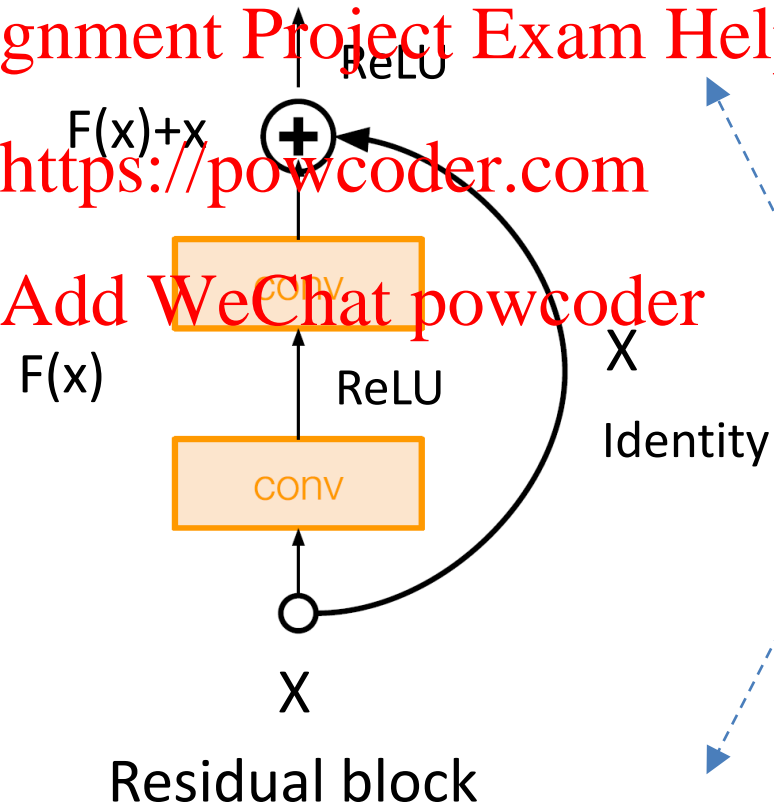 gnment Project Exam Hel
ReLU
F(x)+x
https://powcoder.com
conv
Add WeChat powcoder
X
F(x)
ReLU
Identity
conv
X
Residual block